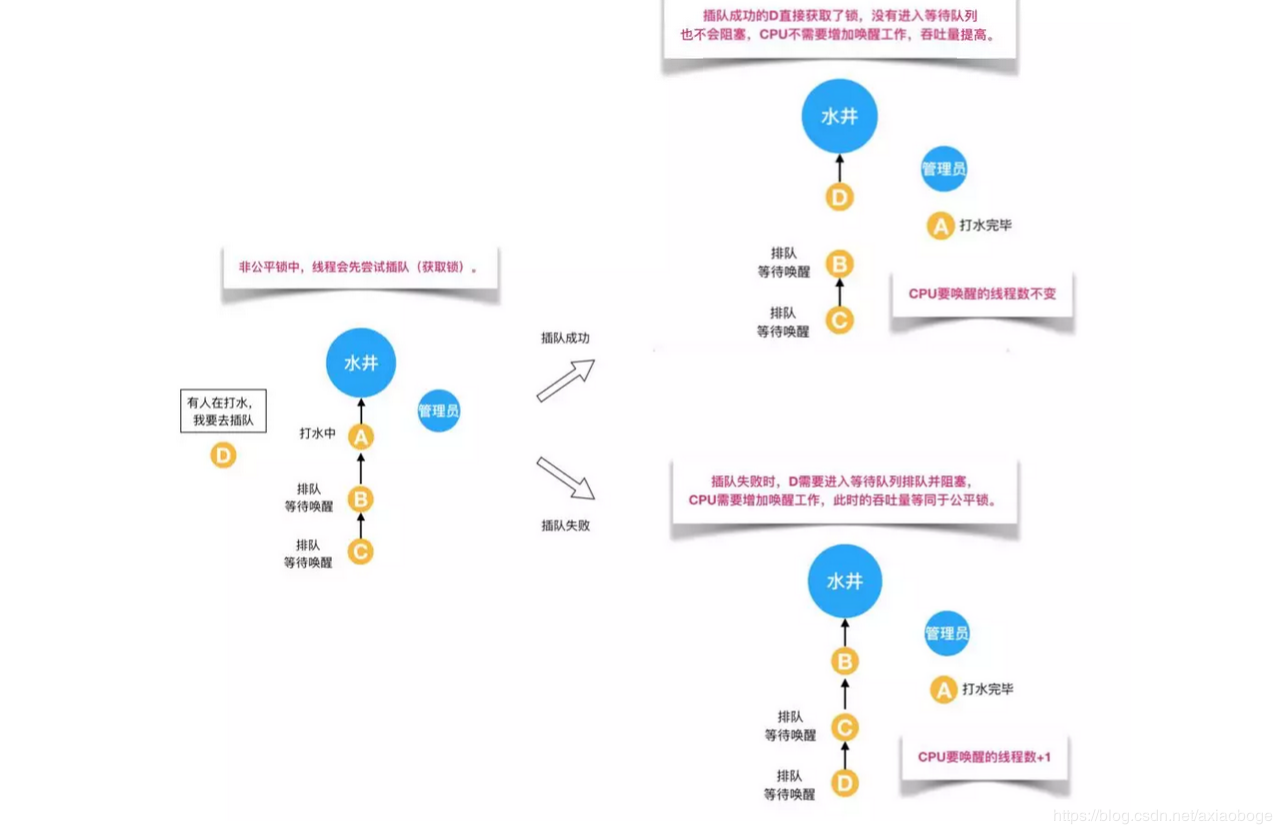 非公平锁中，线程会先尝试插队（获取锁）。
水井
管理员
有人在打水，
我要去插队
D
打水中
A
排队
等待唤醒
B
排队
等待唤醒
C
插队成功
插队失败
插队成功的D直接获取了锁，没有进入等待队列
也不会阻塞，CPU不需要增加唤醒工作，吞吐量提高。
水井
管理员
D
A 打水完毕
排队
等待唤醒
B
CPU要唤醒的线程数不变
排队
等待唤醒
C
插队失败时，D需要进入等待队列排队并阻塞，
CPU需要增加唤醒工作，此时的吞吐量等同于公平锁。
水井
管理员
B
A 打水完毕
排队
等待唤醒
C
CPU要唤醒的线程数+1
排队
等待唤醒
D
https://blog.csdn.net/axiaoboge